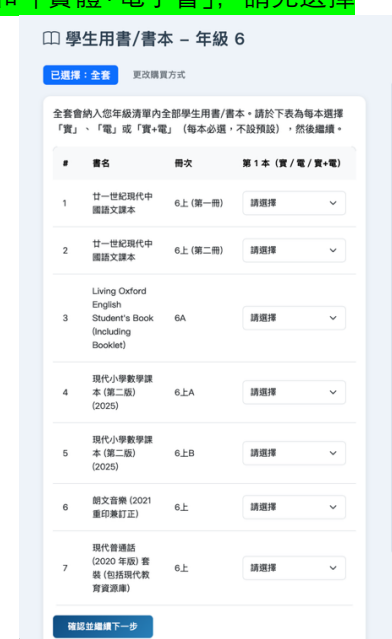 和「實體+電子書」，請先選擇
學生用書/書本 – 年級 6
已選擇：全套 更改購買方式
全套會納入您年級清單內全部學生用書/書本。請於下表為每本選擇
「實」、「電」或「實+電」（每本必選，不設預設），然後繼續。
# 書名 冊次 第 1 本（實 / 電 / 實+電）
1 廿一世紀現代中 6上 (第一冊) 請選擇
國語文課本
2 廿一世紀現代中 6上 (第二冊) 請選擇
國語文課本
Living Oxford
English
3 Student's Book 6A 請選擇
(Including
Booklet)
現代小學數學課
4 本 (第二版) 6上A 請選擇
(2025)
現代小學數學課
5 本 (第二版) 6上B 請選擇
(2025)
6 朗文音樂 (2021 6上 請選擇
重印兼訂正)
現代普通話
(2020 年版) 套
7 裝 (包括現代教 6上 請選擇
育資源庫)
確認並繼續下一步